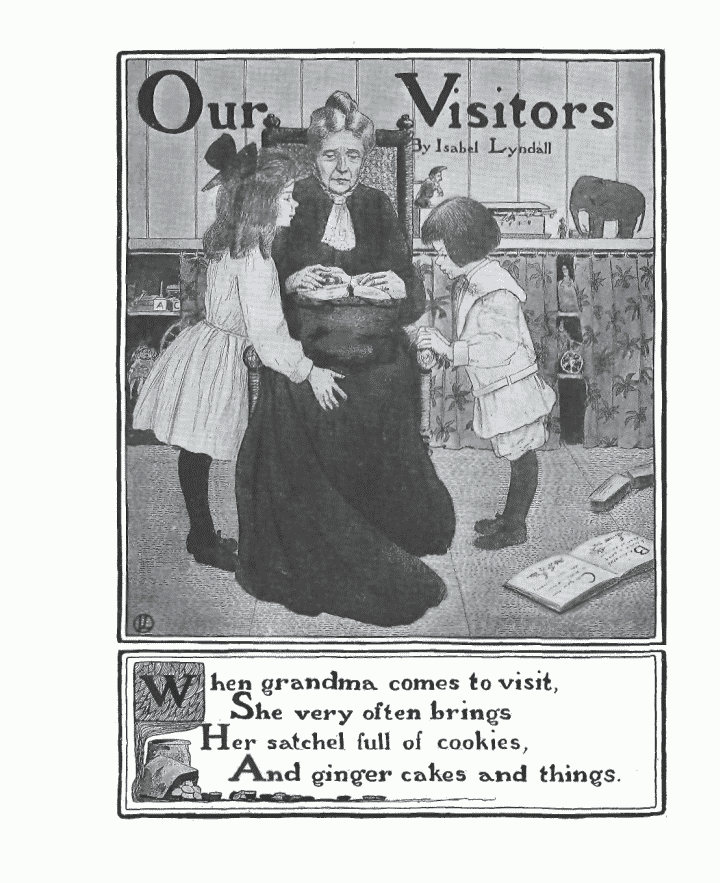 Our Visitors
By Isabel Lyndall
A C
B
C
When grandma comes to visit,
She very often brings
Her satchel full of cookies,
And ginger cakes and things.